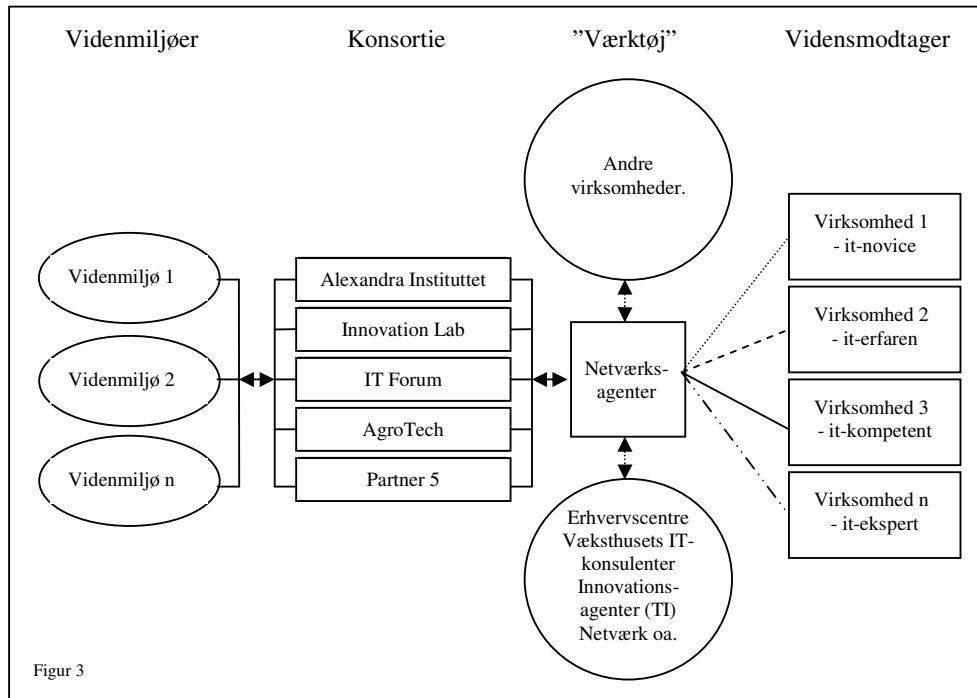 Videnmiljøer
Konsortie
”Værktøj”
Vidensmodtager
Videnmiljø 1
Videnmiljø 2
Videnmiljø n
Alexandra Instituttet
Innovation Lab
IT Forum
AgroTech
Partner 5
Andre
virksomheder.
Netværks-
agenter
Erhvervscentre
Væksthusets IT-
konsulenter
Innovations-
agenter (TI)
Netværk oa.
Virksomhed 1
- it-novice
Virksomhed 2
- it-erfaren
Virksomhed 3
- it-kompetent
Virksomhed n
- it-ekspert
Figur 3